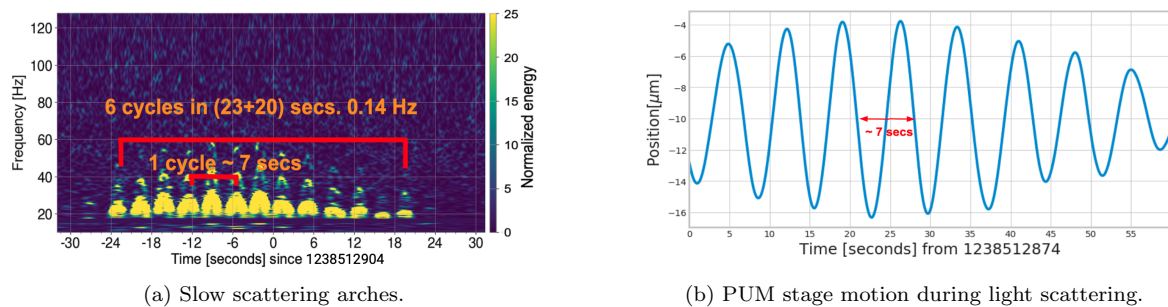 120
100
80
60
40
20
Frequency [Hz]
6 cycles in (23+20) secs. 0.14 Hz
1 cycle ~ 7 secs
-30 -24 -18 -12 -6 0 6 12 18 24 30
Time [seconds] since 1238512904
25
20
15
10
5
0
Normalized energy
(a) Slow scattering arches.
−4
−6
−8
−10
−12
−14
−16
Position[μm]
~ 7 secs
0 5 10 15 20 25 30 35 40 45 50 55
Time [seconds] from 1238512874
(b) PUM stage motion during light scattering.